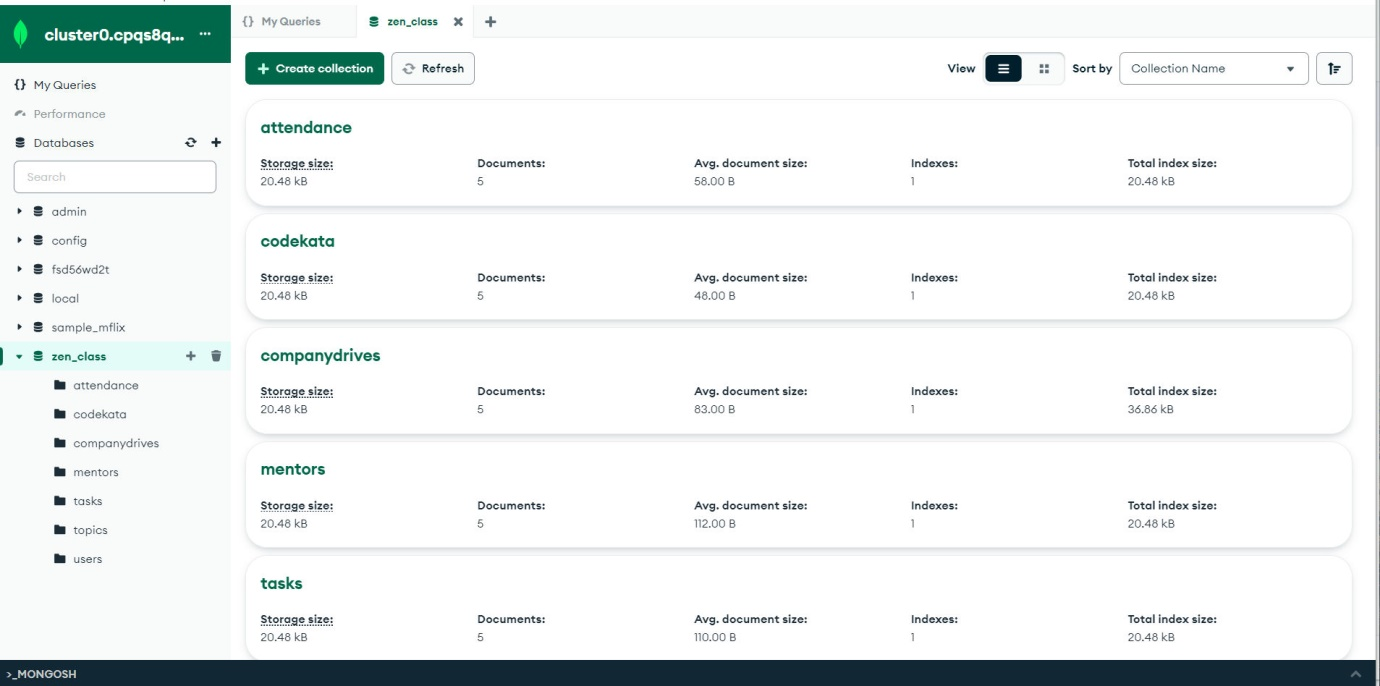 cluster0.cpqs8q... ...
{} My Queries
Performance
Databases
Search
admin
config
fsd56wd2t
local
sample_mflix
zen_class
attendance
codekata
companydrives
mentors
tasks
topics
users
{} My Queries zen_class
+ Create collection Refresh View Sort by Collection Name
attendance
Storage size: Documents: Avg. document size: Indexes: Total index size:
20.48 kB 5 58.00 B 1 20.48 kB
codekata
Storage size: Documents: Avg. document size: Indexes: Total index size:
20.48 kB 5 48.00 B 1 20.48 kB
companydrives
Storage size: Documents: Avg. document size: Indexes: Total index size:
20.48 kB 5 83.00 B 1 36.86 kB
mentors
Storage size: Documents: Avg. document size: Indexes: Total index size:
20.48 kB 5 112.00 B 1 20.48 kB
tasks
Storage size: Documents: Avg. document size: Indexes: Total index size:
20.48 kB 5 110.00 B 1 20.48 kB
>_MONGOSH